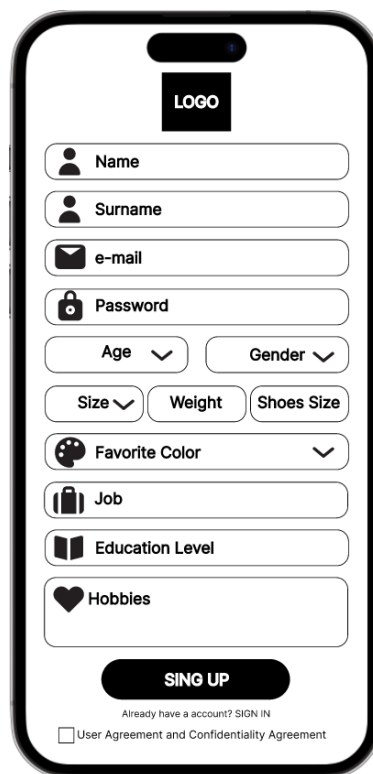 LOGO
Name
Surname
e-mail
Password
Age Gender
Size Weight Shoes Size
Favorite Color
Job
Education Level
Hobbies
SING UP
Already have a account? SIGN IN
User Agreement and Confidentiality Agreement